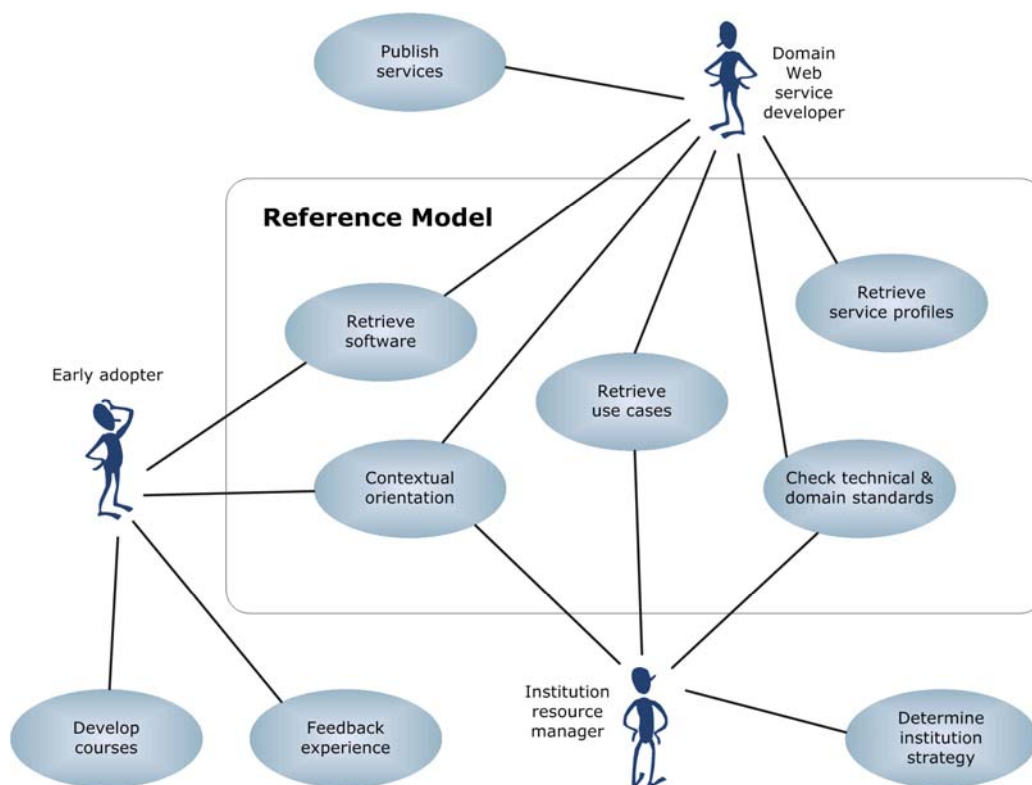 Publish
services
Domain
Web
service
developer
Reference Model
Retrieve
service profiles
Retrieve
software
Early adopter
Retrieve
use cases
Contextual
orientation
Check technical &
domain standards
Institution
resource
manager
Develop
courses
Feedback
experience
Determine
institution
strategy